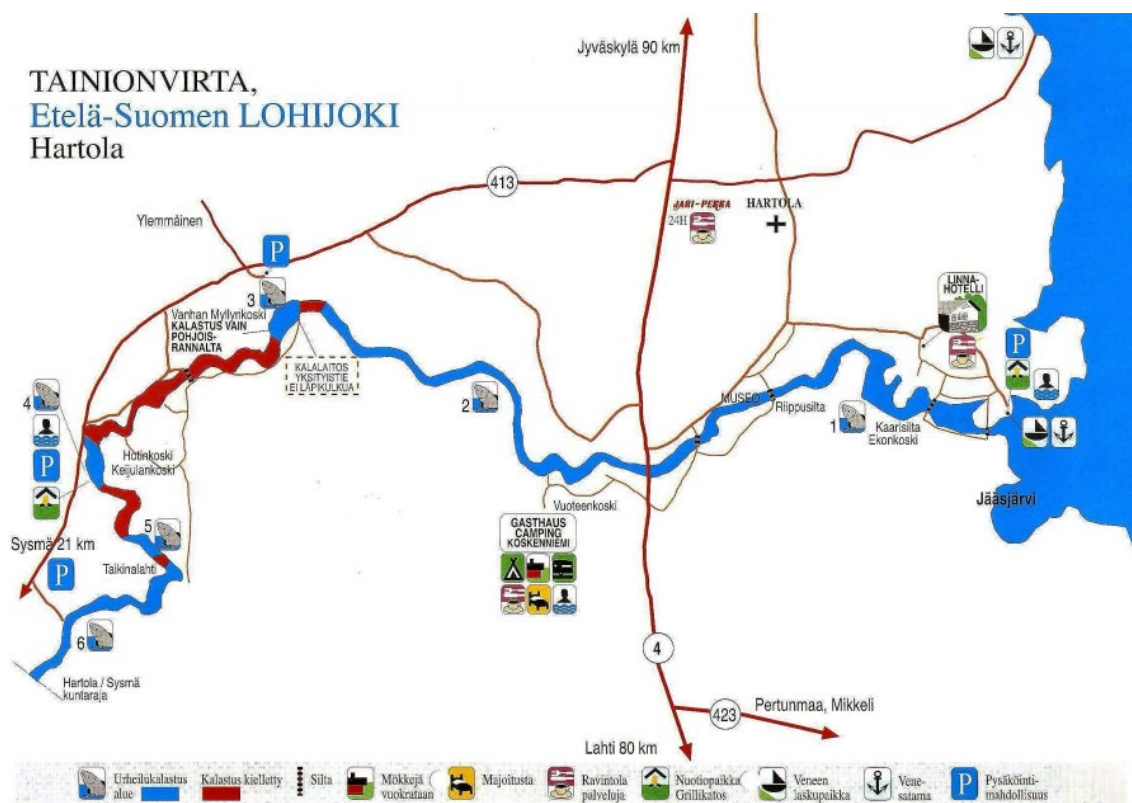 TAINIONVIRTA,
Etelä-Suomen LOHIJOKI
Hartola
Jyväskylä 90 km
413
Ylemmäinen
JARI-PEKKA
24H
HARTOLA
P
3
Vanhan Myllynkoski
KALASTUS VAIN
POHJOIS-
RANNALTA
KALALAITOS
YKSITYISTIE
EI LÄPIKULKUA
LINNA-
HOTELLI
P
4
P
2
MUSEO
Riippusilta
1
Kaarisilta
Ekonkoski
Jääsjärvi
Hotinkoski
Keijulankoski
Vuoteenkoski
GASTHAUS
CAMPING
KOSKENNIEMI
5
Sysmä 21 km
P
Taikinalahti
6
Hartola / Sysmä
kuntaraja
4
423
Pertunmaa, Mikkeli
Lahti 80 km
Urheilukalastus
alue
Kalastus kielletty
Silta
Mökkejä
vuokrataan
Majoitusta
Ravintola
palveluja
Nuotiopaikka
Grillikatos
Veneen
laskupaikka
Vene-
satama
P
Pysäköinti-
mahdollisuus